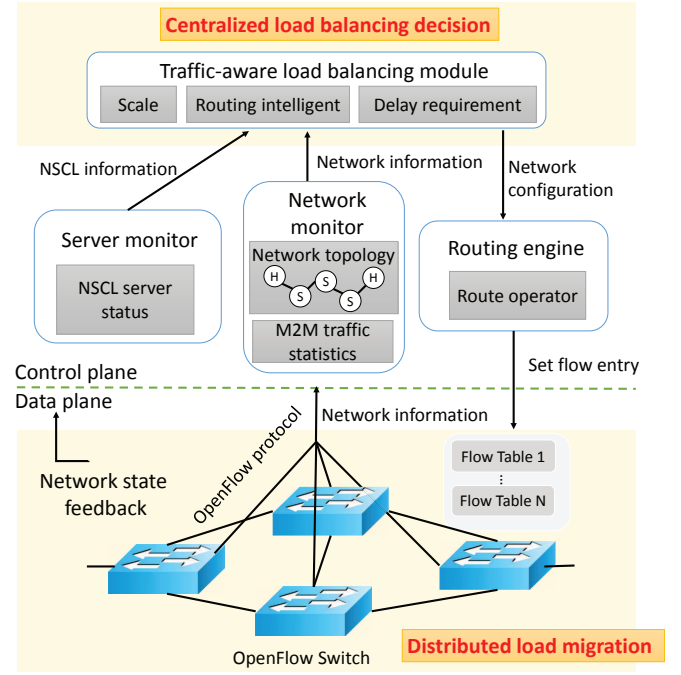 Centralized load balancing decision
Traffic-aware load balancing module
Scale
Routing intelligent
Delay requirement
NSCL information
Network information
Network
configuration
Server monitor
NSCL server
status
Network
monitor
Network topology
H
S
S
S
H
M2M traffic
statistics
Routing engine
Route operator
Control plane
Set flow entry
Data plane
Network information
OpenFlow protocol
Network state
feedback
Flow Table 1
⋮
Flow Table N
OpenFlow Switch
Distributed load migration